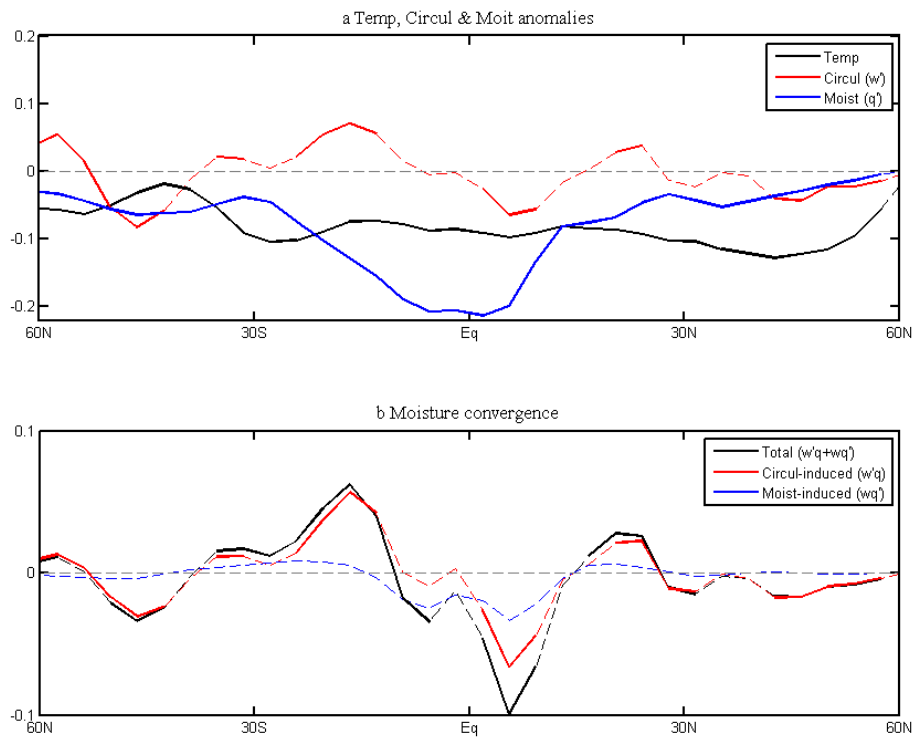 a Temp, Circul & Moit anomalies
0.2
0.1
0
-0.1
-0.2
Temp
Circul (w')
Moist (q')
60N 30S Eq 30N 60N
b Moisture convergence
0.1
0
-0.1
Total (w'q+wq')
Circul-induced (w'q)
Moist-induced (wq')
60N 30S Eq 30N 60N